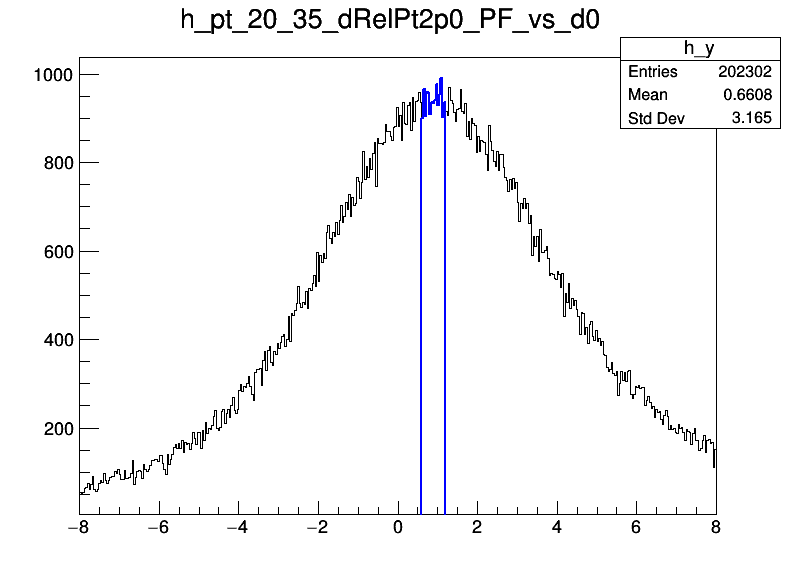 h_pt_20_35_dRelPt2p0_PF_vs_d0
h_y
Entries 202302
Mean 0.6608
Std Dev 3.165
1000
800
600
400
200
−8 −6 −4 −2 0 2 4 6 8